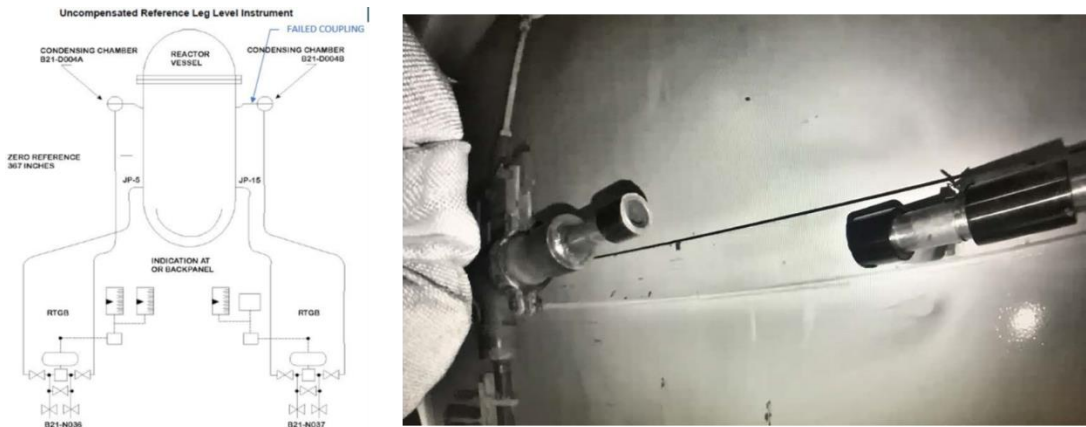 Uncompensated Reference Leg Level Instrument
FAILED COUPLING
CONDENSING CHAMBER
B21-D004A
REACTOR
VESSEL
CONDENSING CHAMBER
B21-D004B
ZERO REFERENCE
367 INCHES
JP-5
JP-15
INDICATION AT
OR BACKPANEL
RTGB
RTGB
B21-N036
B21-N037